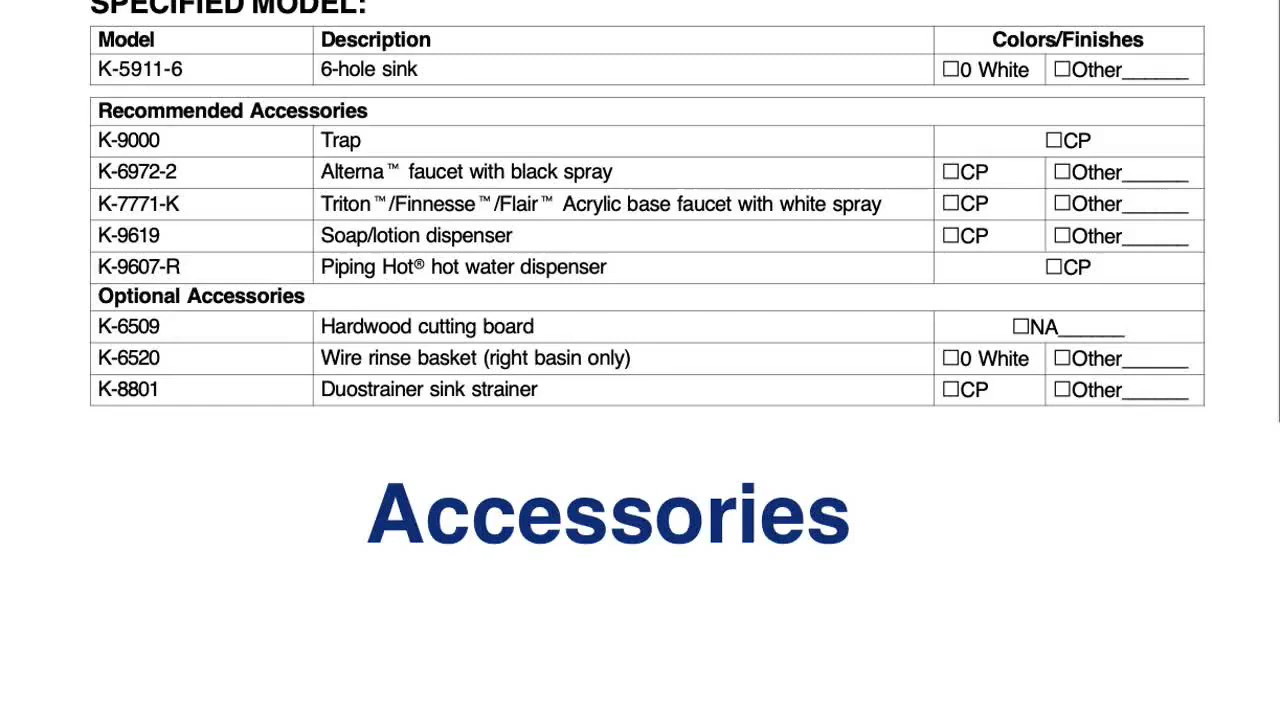 SPECIFIED MODEL:
Model Description Colors/Finishes
K-5911-6 6-hole sink ☐0 White ☐Other______
Recommended Accessories
K-9000 Trap ☐CP
K-6972-2 Alterna™ faucet with black spray ☐CP ☐Other______
K-7771-K Triton™/Finnesse™/Flair™ Acrylic base faucet with white spray ☐CP ☐Other______
K-9619 Soap/lotion dispenser ☐CP ☐Other______
K-9607-R Piping Hot® hot water dispenser ☐CP
Optional Accessories
K-6509 Hardwood cutting board ☐NA______
K-6520 Wire rinse basket (right basin only) ☐0 White ☐Other______
K-8801 Duostrainer sink strainer ☐CP ☐Other______
Accessories